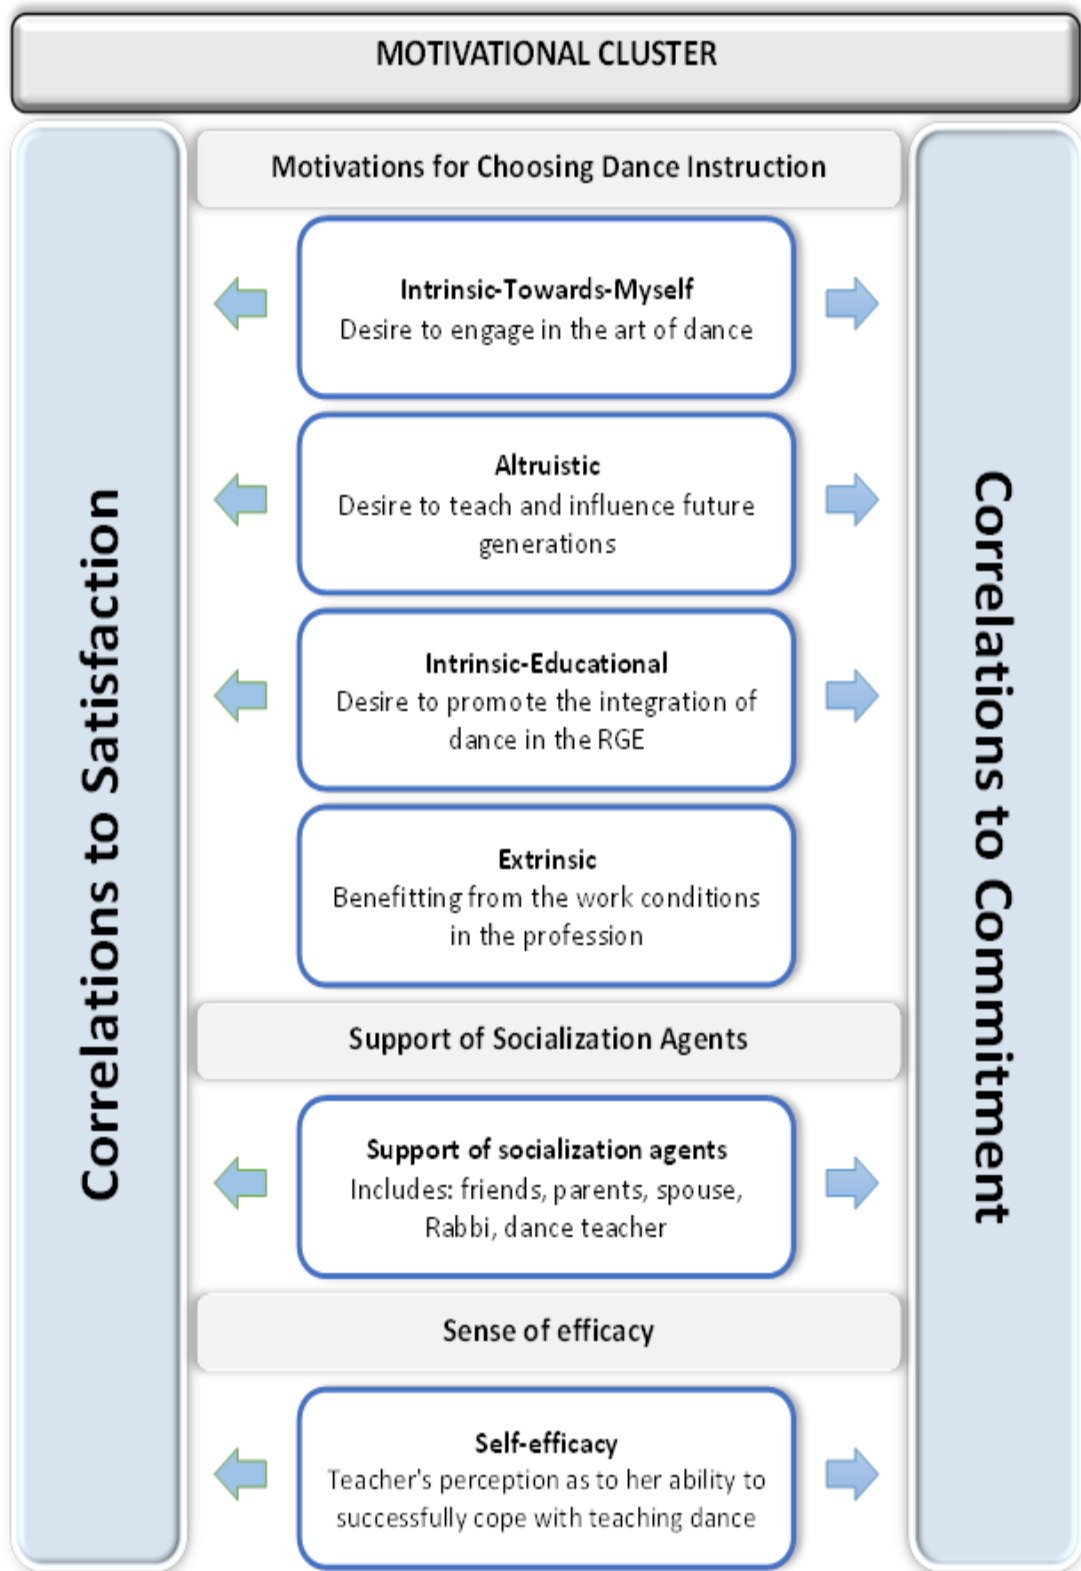 MOTIVATIONAL CLUSTER
Correlations to Satisfaction
Motivations for Choosing Dance Instruction
Intrinsic-Towards-Myself
Desire to engage in the art of dance
Altruistic
Desire to teach and influence future
generations
Intrinsic-Educational
Desire to promote the integration of
dance in the RGE
Extrinsic
Benefitting from the work conditions
in the profession
Support of Socialization Agents
Support of socialization agents
Includes: friends, parents, spouse,
Rabbi, dance teacher
Sense of efficacy
Self-efficacy
Teacher's perception as to her ability to
successfully cope with teaching dance
Correlations to Commitment